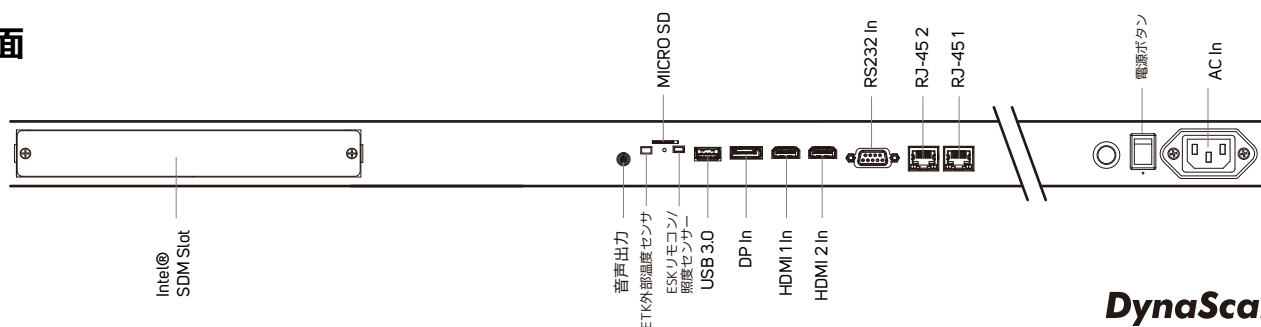 面
MICRO SD
RS232 In
RJ-45 2
RJ-45 1
電源ボタン
AC In
Intel®
SDM Slot
音声出力
ETK外部温度センサ
ESKリモコン/
照度センサー
USB 3.0
DP In
HDMI 1 In
HDMI 2 In
DynaSca